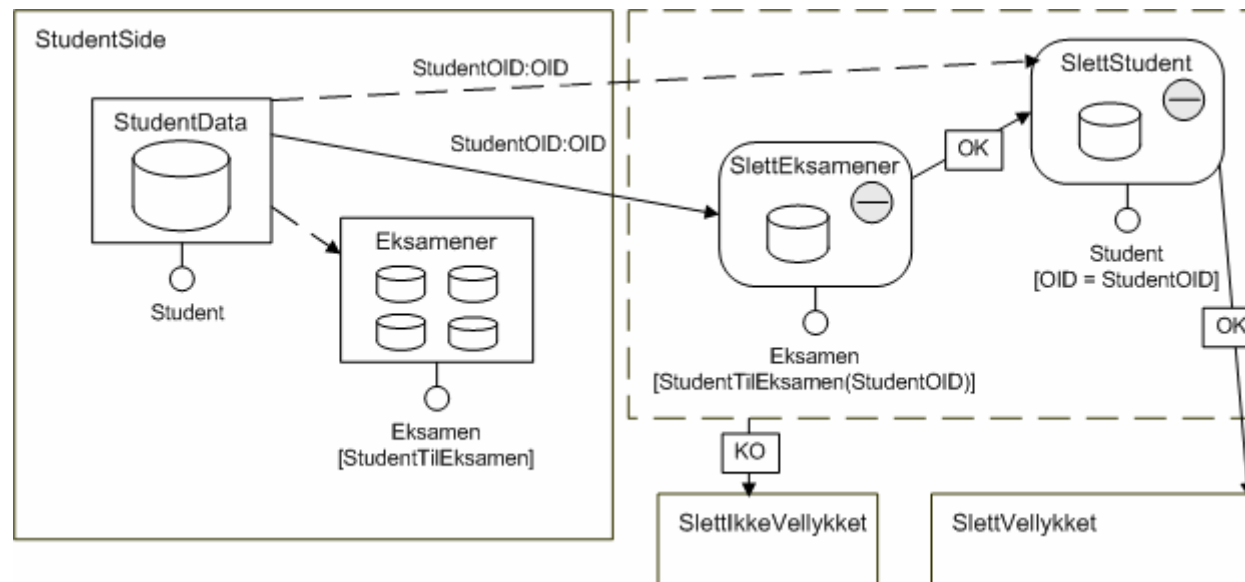 StudentSide
StudentData
Student
StudentOID:OID
StudentOID:OID
Eksamener
Eksamen
[StudentTilEksamen]
SlettEksamener
Eksamen
[StudentTilEksamen(StudentOID)]
OK
SlettStudent
Student
[OID = StudentOID]
OK
KO
SlettIkkeVellykket
SlettVellykket